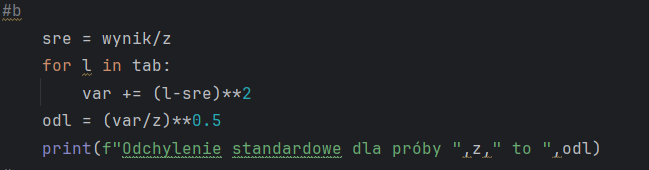 #b
sre = wynik/z
for l in tab:
var += (l-sre)**2
odl = (var/z)**0.5
print(f"Odchylenie standardowe dla próby ",z," to ",odl)